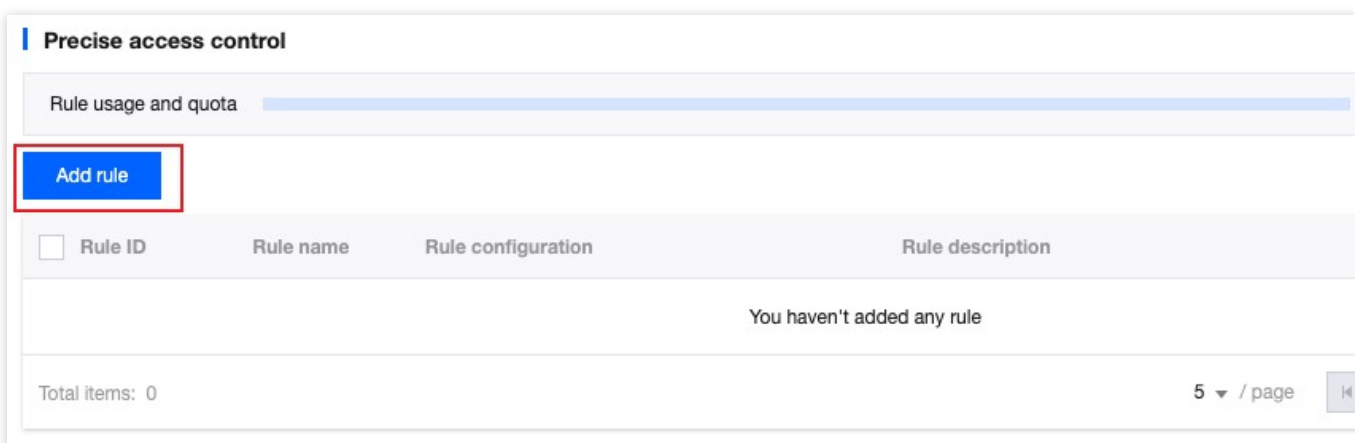 Precise access control
Rule usage and quota
Add rule
Rule ID Rule name Rule configuration Rule description
You haven't added any rule
Total items: 0 5 / page